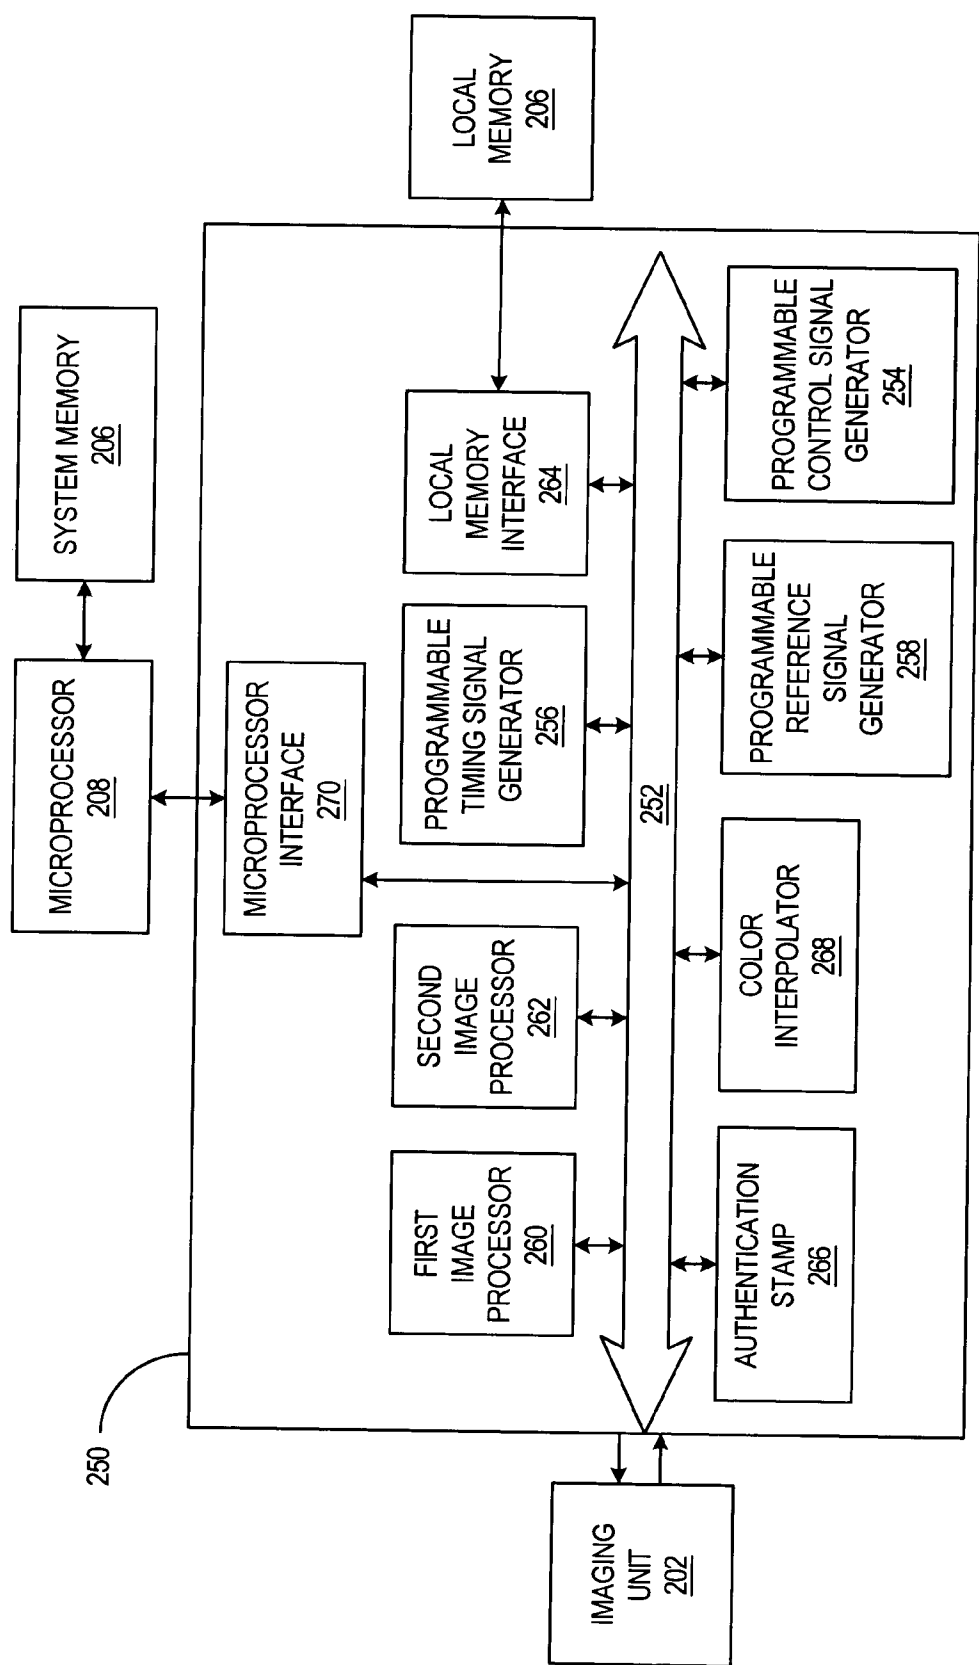 MICROPROCESSOR
208
SYSTEM MEMORY
206
250
MICROPROCESSOR
INTERFACE
270
LOCAL
MEMORY
206
FIRST
IMAGE
PROCESSOR
260
SECOND
IMAGE
PROCESSOR
262
PROGRAMMABLE
TIMING SIGNAL
GENERATOR
256
LOCAL
MEMORY
INTERFACE
264
IMAGING
UNIT
202
252
AUTHENTICATION
STAMP
266
COLOR
INTERPOLATOR
268
PROGRAMMABLE
REFERENCE
SIGNAL
GENERATOR
258
PROGRAMMABLE
CONTROL SIGNAL
GENERATOR
254